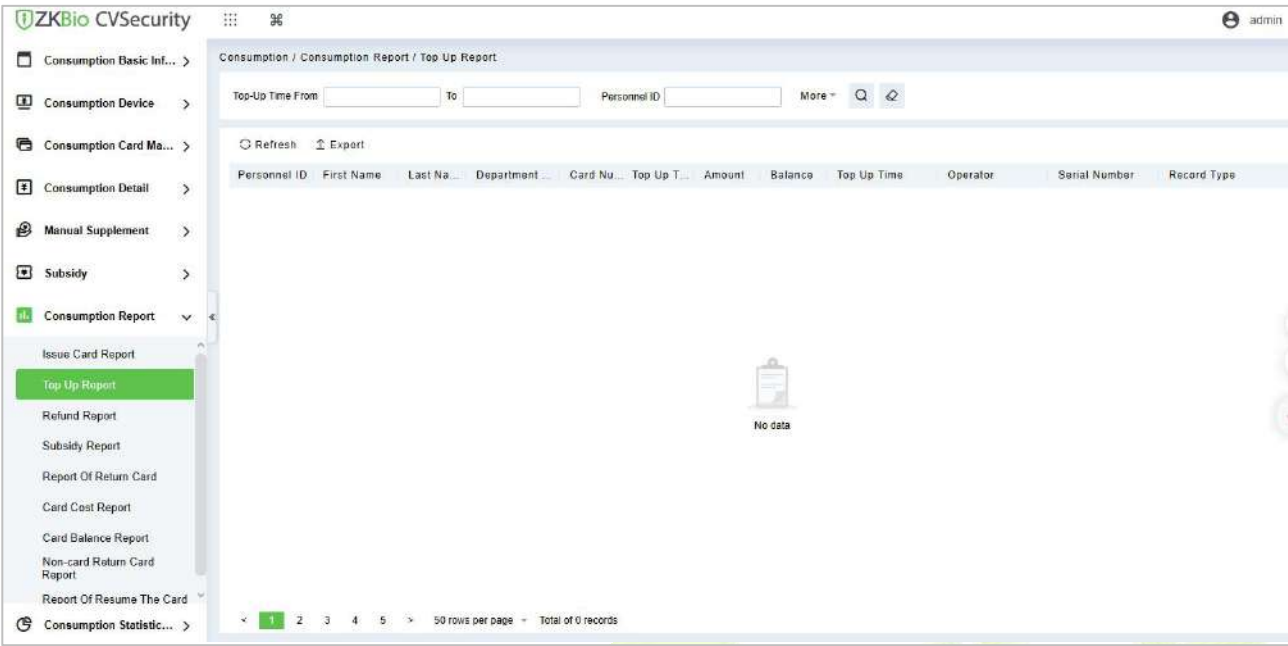 ZKBio CVSecurity
admin
Consumption Basic Inf...
Consumption Device
Consumption Card Ma...
Consumption Detail
Manual Supplement
Subsidy
Consumption Report
Issue Card Report
Top Up Report
Refund Report
Subsidy Report
Report Of Return Card
Card Cost Report
Card Balance Report
Non-card Return Card
Report
Report Of Resume The Card
Consumption Statistic...
Consumption / Consumption Report / Top Up Report
Top-Up Time From To Personnel ID More
Refresh Export
Personnel ID First Name Last Na... Department ... Card Nu... Top Up T... Amount Balance Top Up Time Operator Serial Number Record Type
No data
< 1 2 3 4 5 > 50 rows per page Total of 0 records